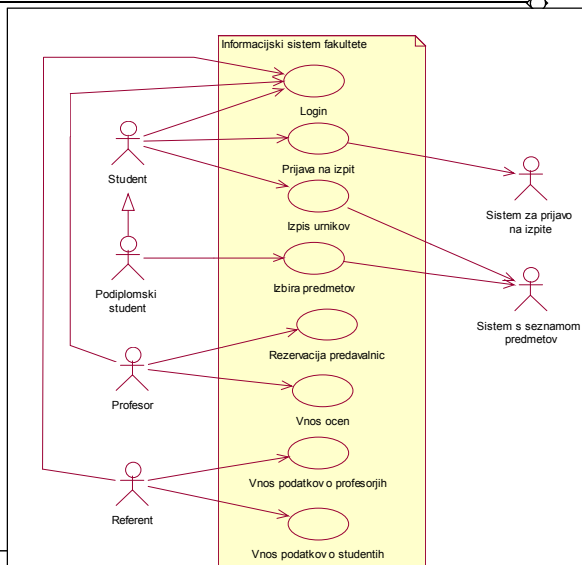 Informacijski sistem fakultete
Login
Student
Prijava na izpit
Sistem za prijavo
na izpite
Izpis urnikov
Podiplomski
student
Izbira predmetov
Sistem s seznamom
predmetov
Rezervacija predavalnic
Profesor
Vnos ocen
Vnos podatkov o profesorjih
Referent
Vnos podatkov o studentih